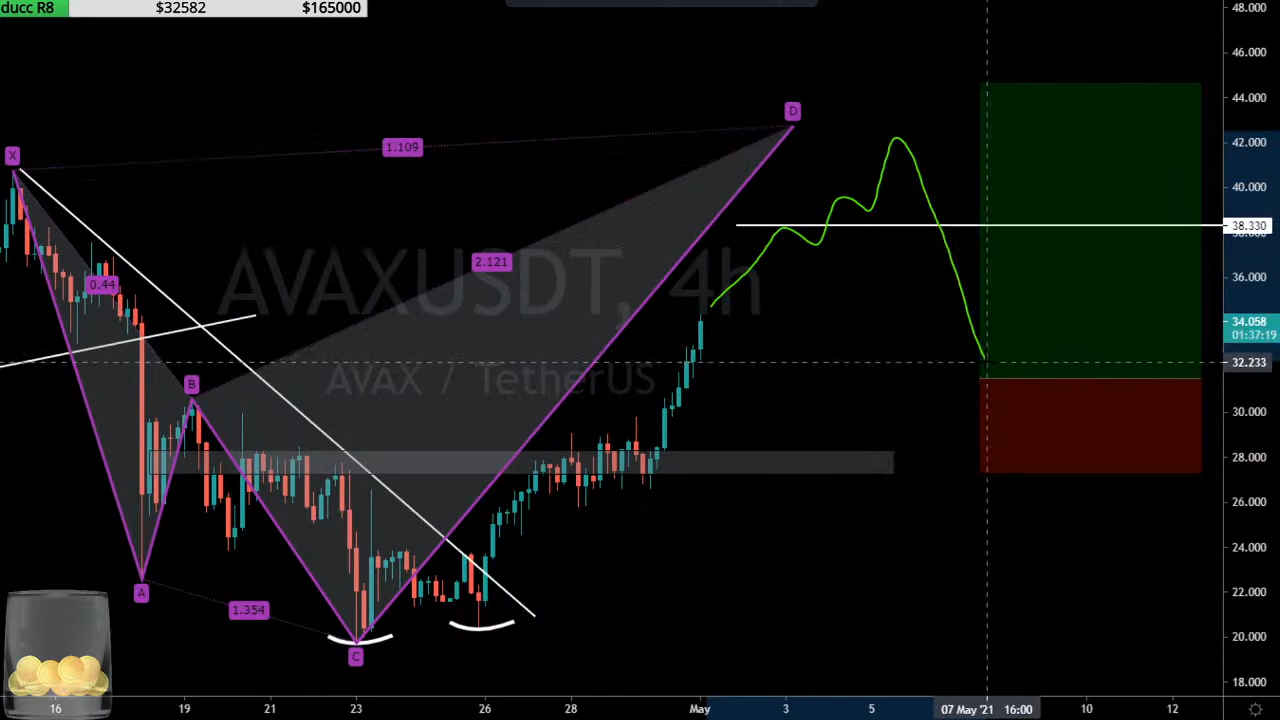 ducc R8 $32582 $165000
AVAXUSDT, 4h
AVAX / TetherUS
X
0.44
A
B
1.354
C
1.109
2.121
D
48.000
46.000
44.000
42.000
40.000
38.330
36.000
34.058
01:37:19
32.233
30.000
28.000
26.000
24.000
22.000
20.000
18.000
16 19 21 23 26 28 May 3 5 07 May '21 16:00 10 12